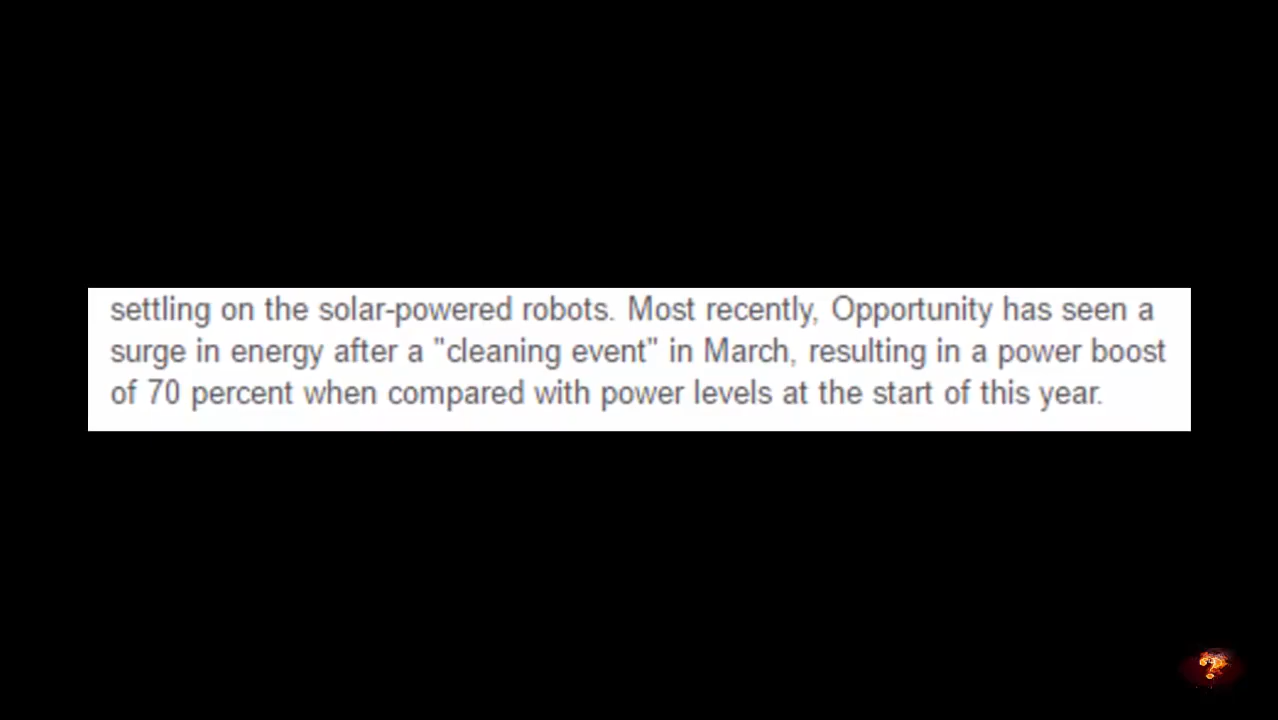 settling on the solar-powered robots. Most recently, Opportunity has seen a
surge in energy after a "cleaning event" in March, resulting in a power boost
of 70 percent when compared with power levels at the start of this year.